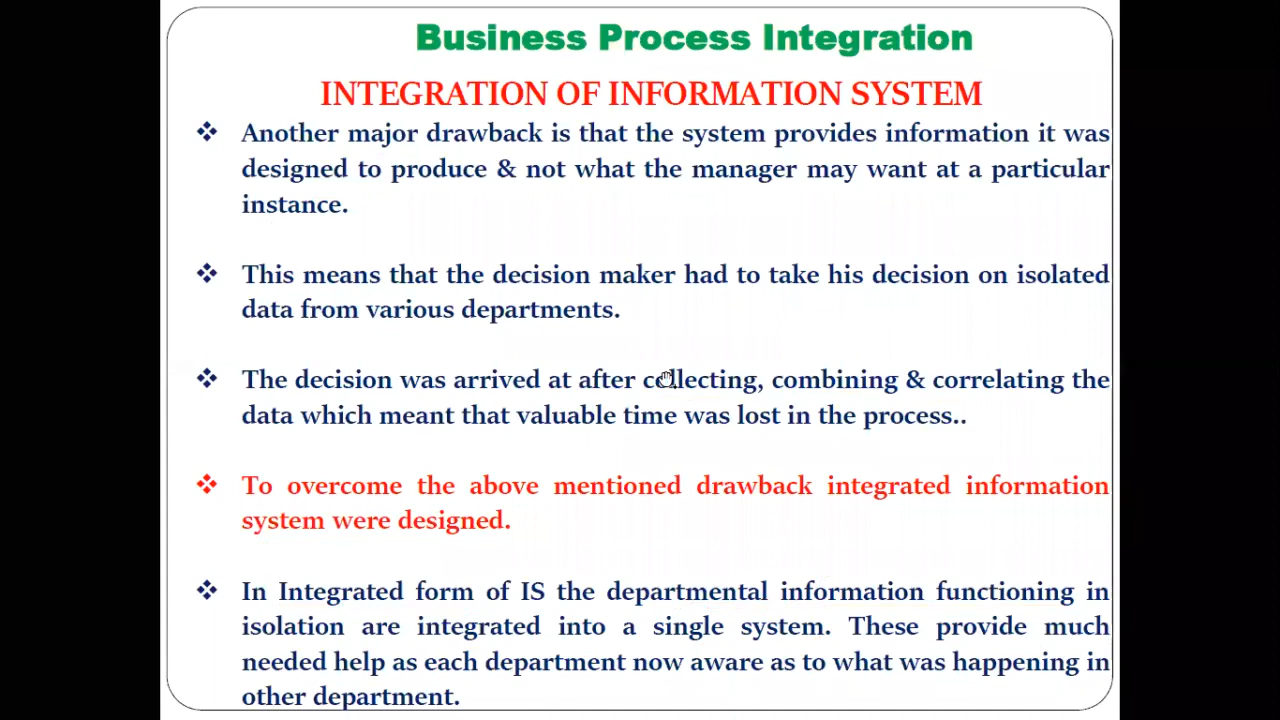 Business Process Integration
INTEGRATION OF INFORMATION SYSTEM
Another major drawback is that the system provides information it was
designed to produce & not what the manager may want at a particular
instance.
This means that the decision maker had to take his decision on isolated
data from various departments.
The decision was arrived at after collecting, combining & correlating the
data which meant that valuable time was lost in the process..
To overcome the above mentioned drawback integrated information
system were designed.
In Integrated form of IS the departmental information functioning in
isolation are integrated into a single system. These provide much
needed help as each department now aware as to what was happening in
other department.